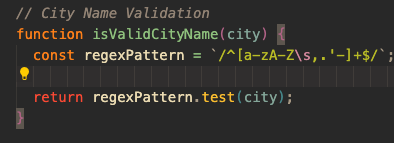 // City Name Validation
function isValidCityName(city) {
const regexPattern = `/^[a-zA-Z\s,.'-]+$/`;
return regexPattern.test(city);
}